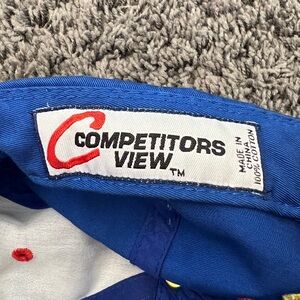 C COMPETITORS
VIEW ™
MADE IN
CHINA
100% COTTON